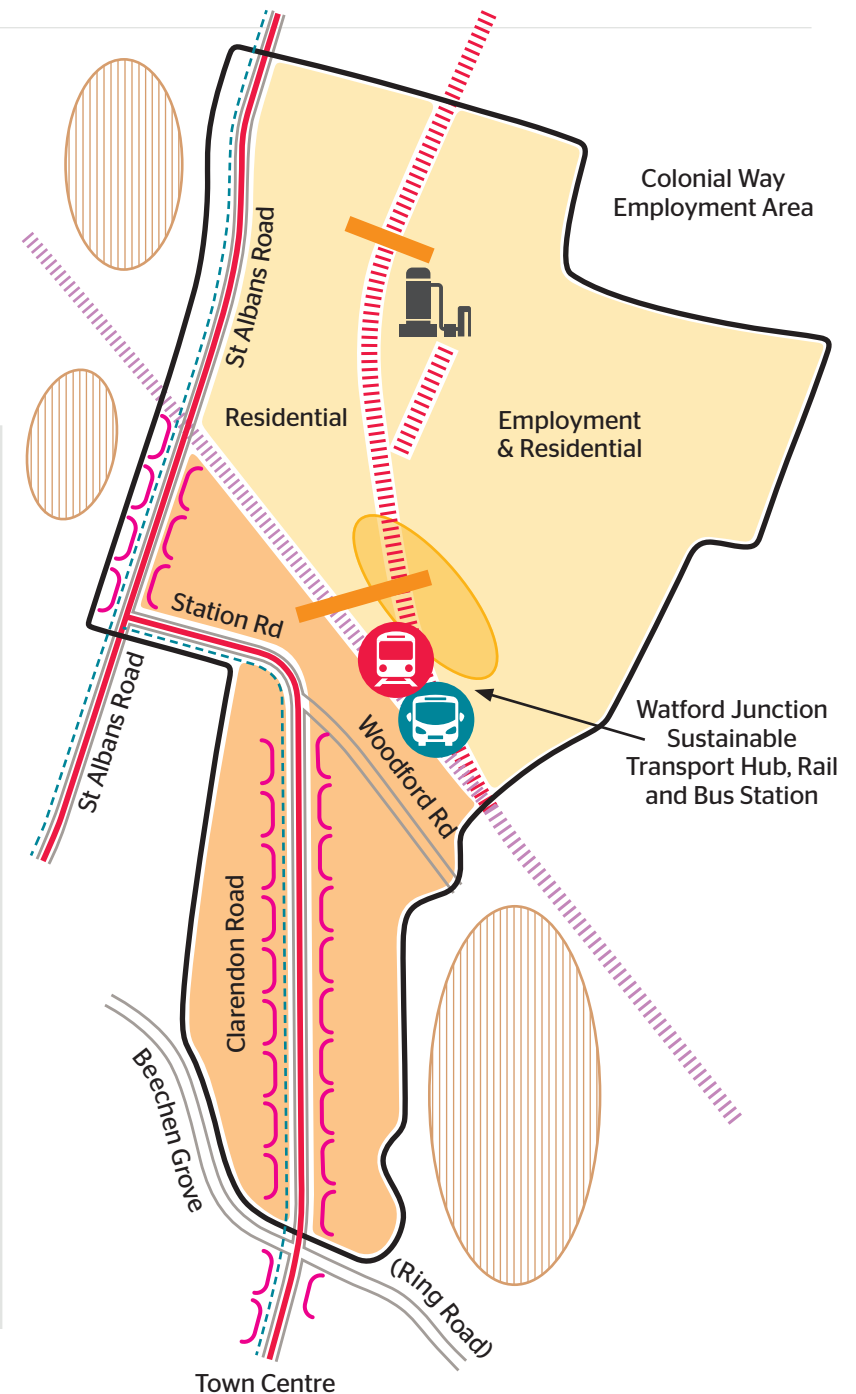 Colonial Way
Employment Area
St Albans Road
Residential
Employment
& Residential
Station Rd
St Albans Road
Woodford Rd
Watford Junction
Sustainable
Transport Hub, Rail
and Bus Station
Clarendon Road
Beechen Grove
(Ring Road)
Town Centre